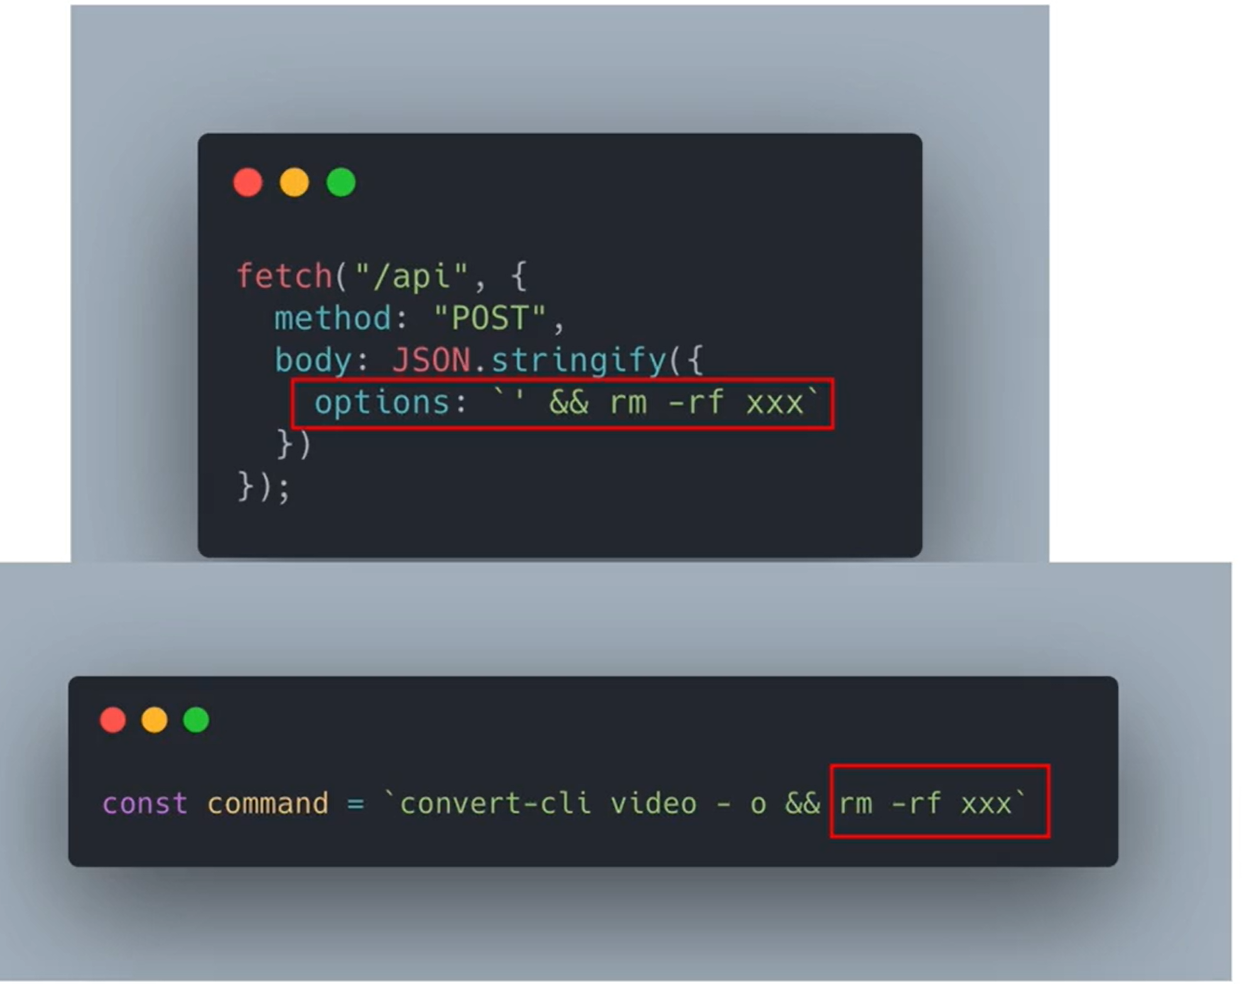 fetch("/api", {
method: "POST",
body: JSON.stringify({
options: `' && rm -rf xxx`
})
});
const command = `convert-cli video - o && rm -rf xxx`